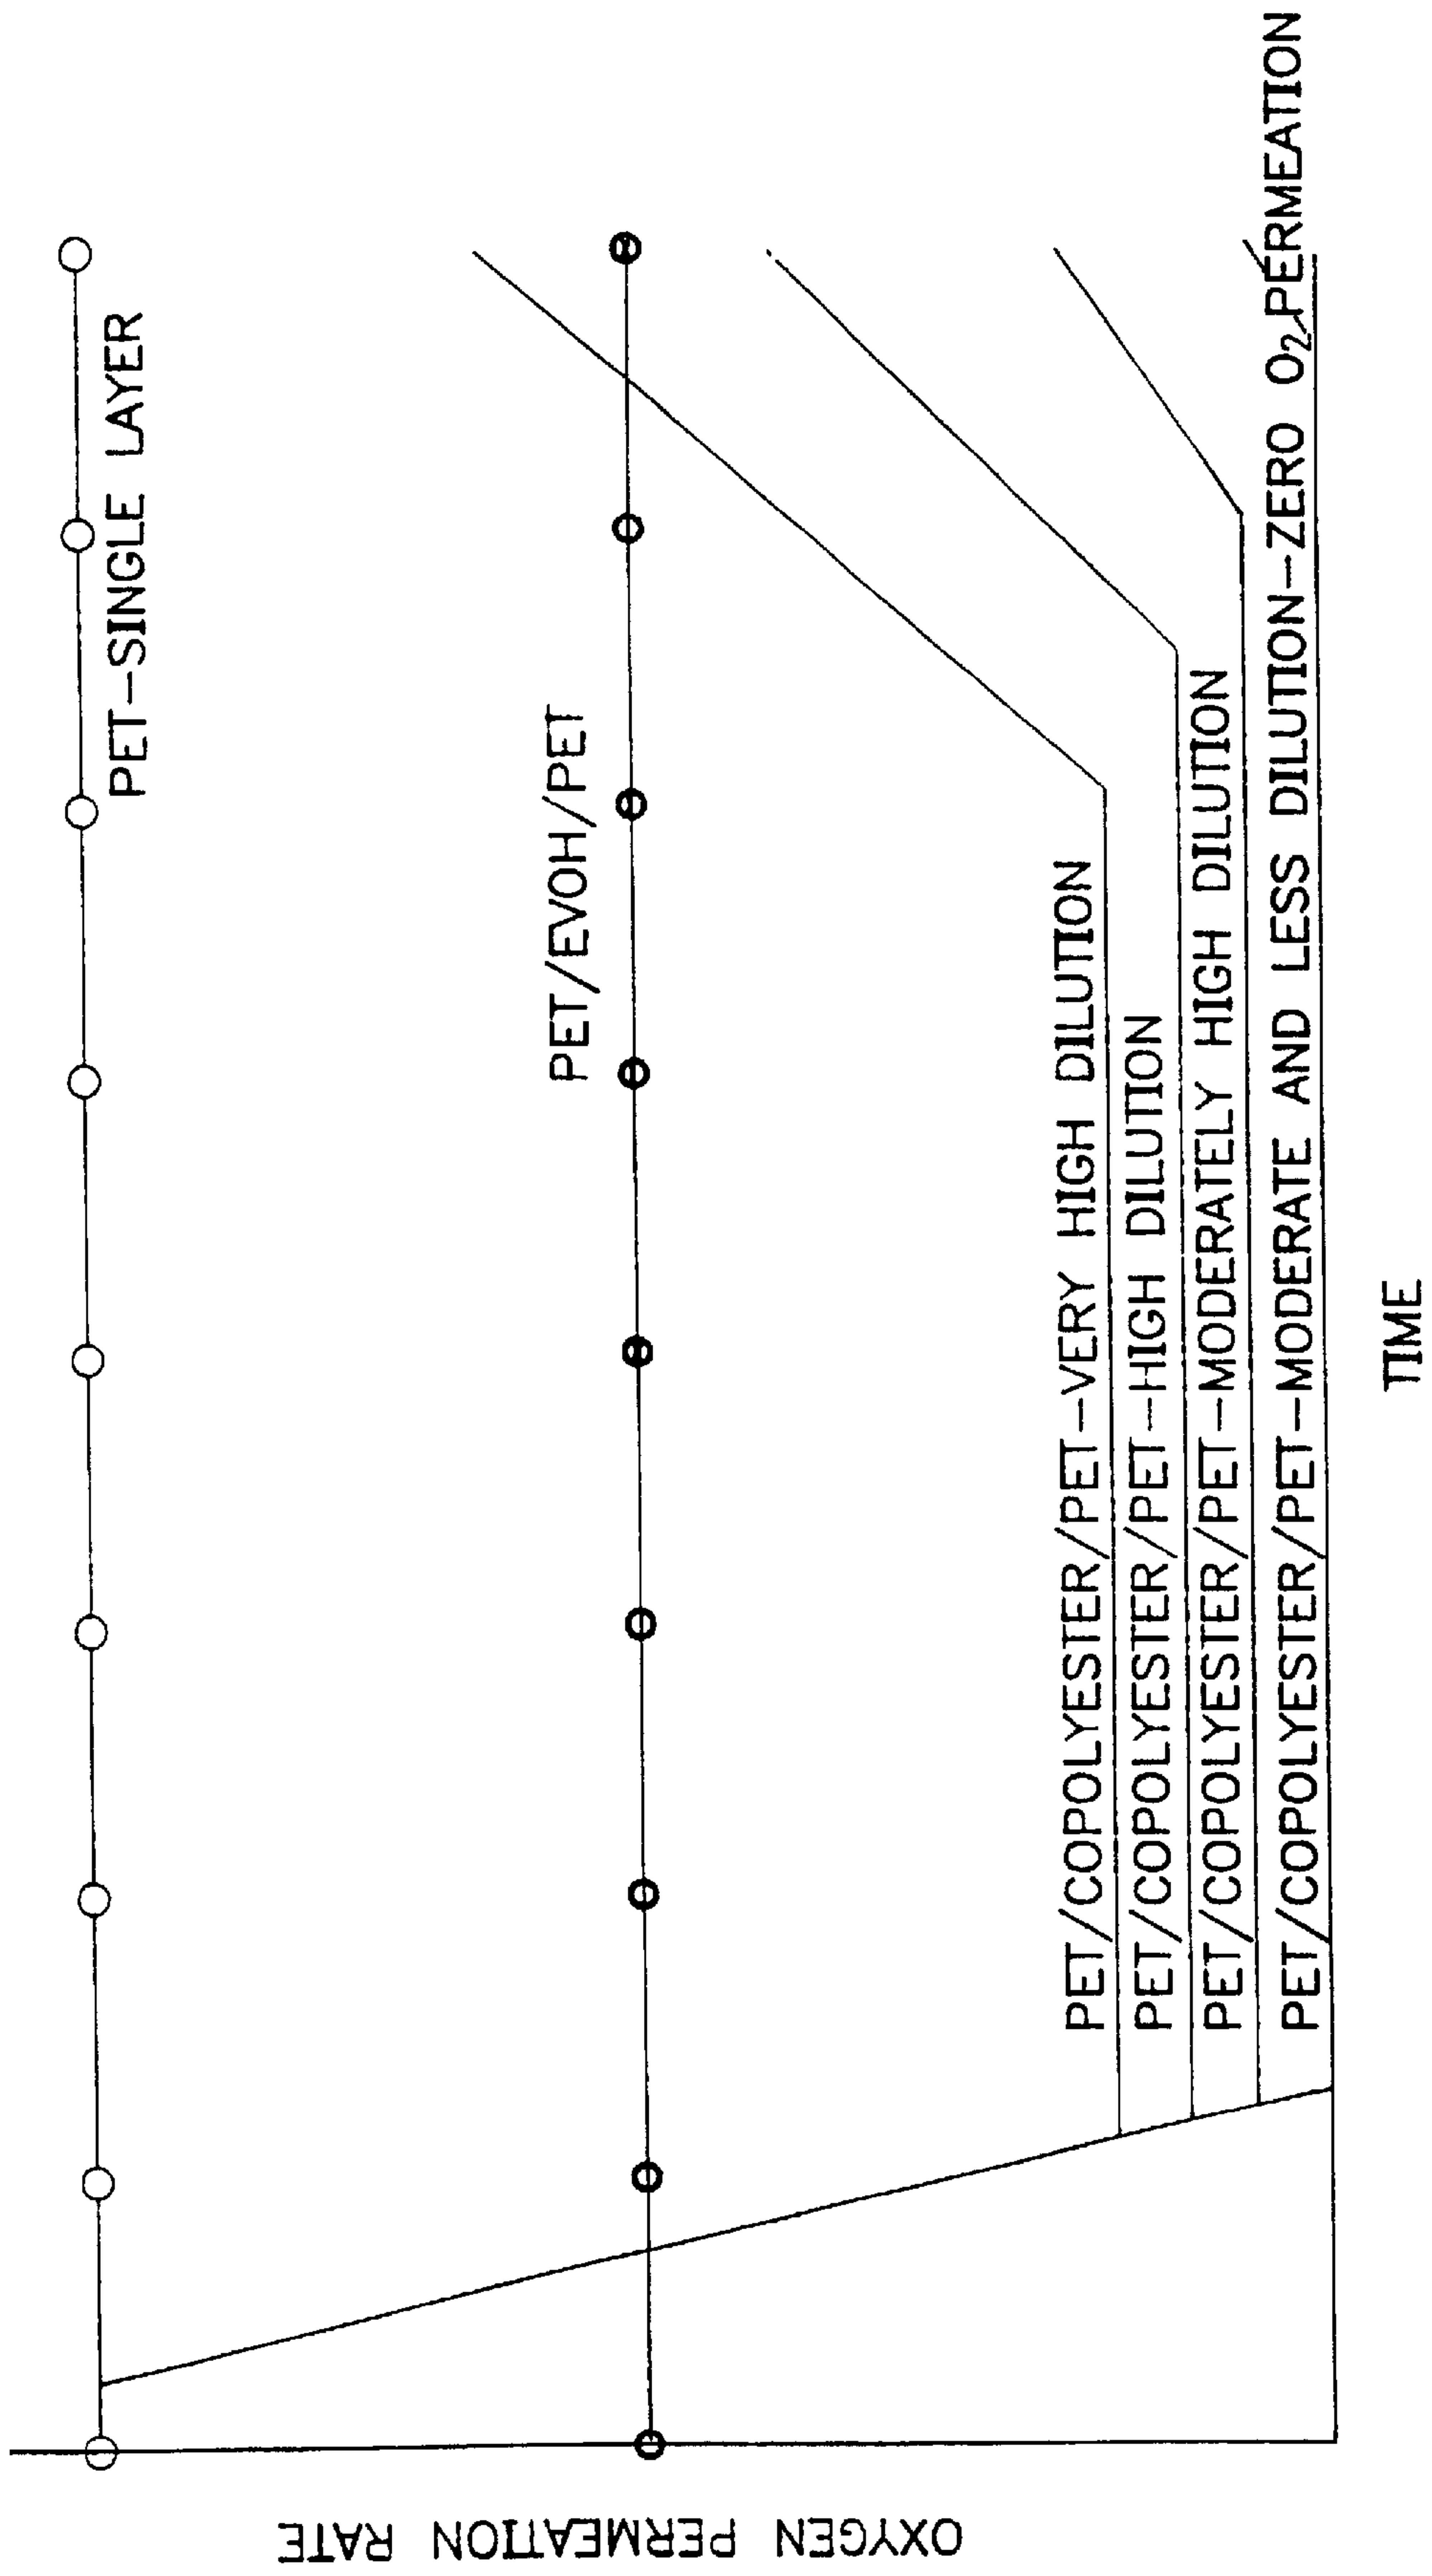 PET-SINGLE LAYER
PET/EVOH/PET
PET/COPOLYESTER/PET-VERY HIGH DILUTION
PET/COPOLYESTER/PET-HIGH DILUTION
PET/COPOLYESTER/PET-MODERATELY HIGH DILUTION
PET/COPOLYESTER/PET-MODERATE AND LESS DILUTION-ZERO O₂ PERMEATION
TIME
OXYGEN PERMEATION RATE